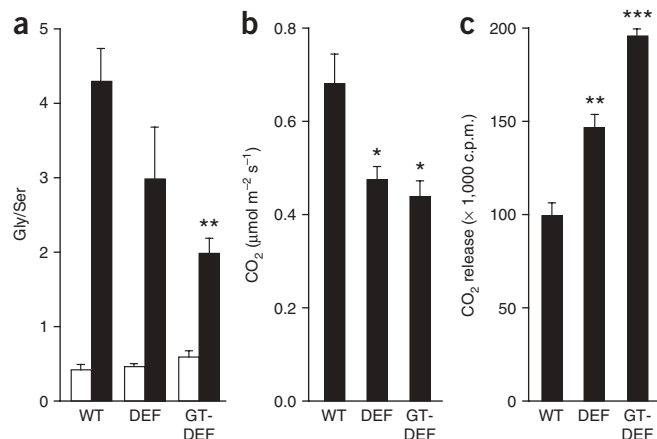 a
Gly/Ser
5
4
3
2
1
0
**
WT
DEF
GT-
DEF
b
CO₂ (μmol m⁻² s⁻¹)
0.8
0.6
0.4
0.2
0.0
*
*
WT
DEF
GT-
DEF
c
CO₂ release (× 1,000 c.p.m.)
200
150
100
50
0
**
***
WT
DEF
GT-
DEF